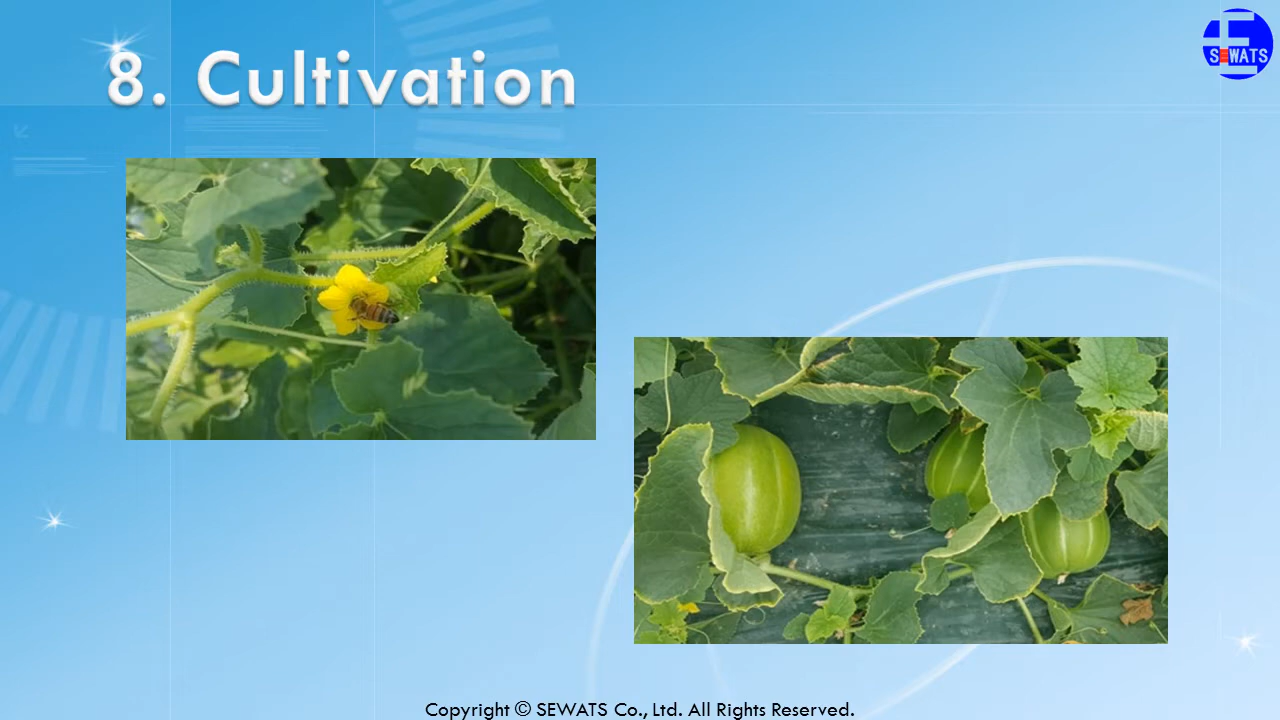 8. Cultivation
SEWATS
Copyright © SEWATS Co., Ltd. All Rights Reserved.